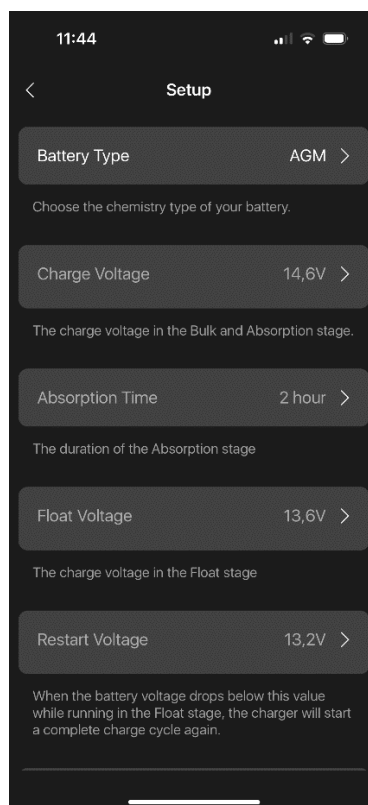 11:44
Setup
Battery Type AGM
Choose the chemistry type of your battery.
Charge Voltage 14,6V
The charge voltage in the Bulk and Absorption stage.
Absorption Time 2 hour
The duration of the Absorption stage
Float Voltage 13,6V
The charge voltage in the Float stage
Restart Voltage 13,2V
When the battery voltage drops below this value
while running in the Float stage, the charger will start
a complete charge cycle again.